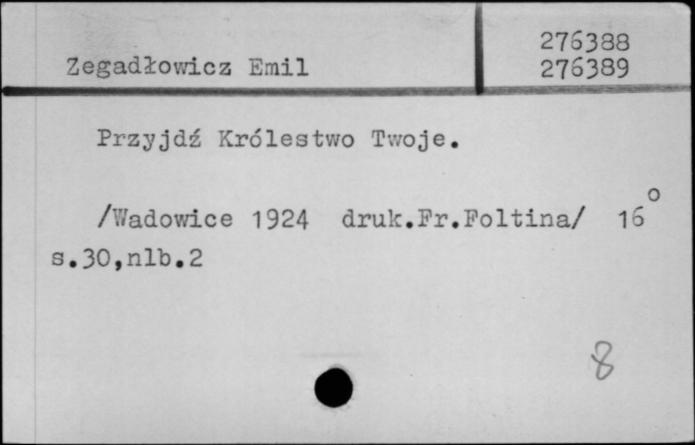 276388
Zegadłowicz Emil 276389
Przyjdź Królestwo Twoje.
/Wadowice 1924 druk.Fr.Foltina/ 16°
s.30,nlb.2
8